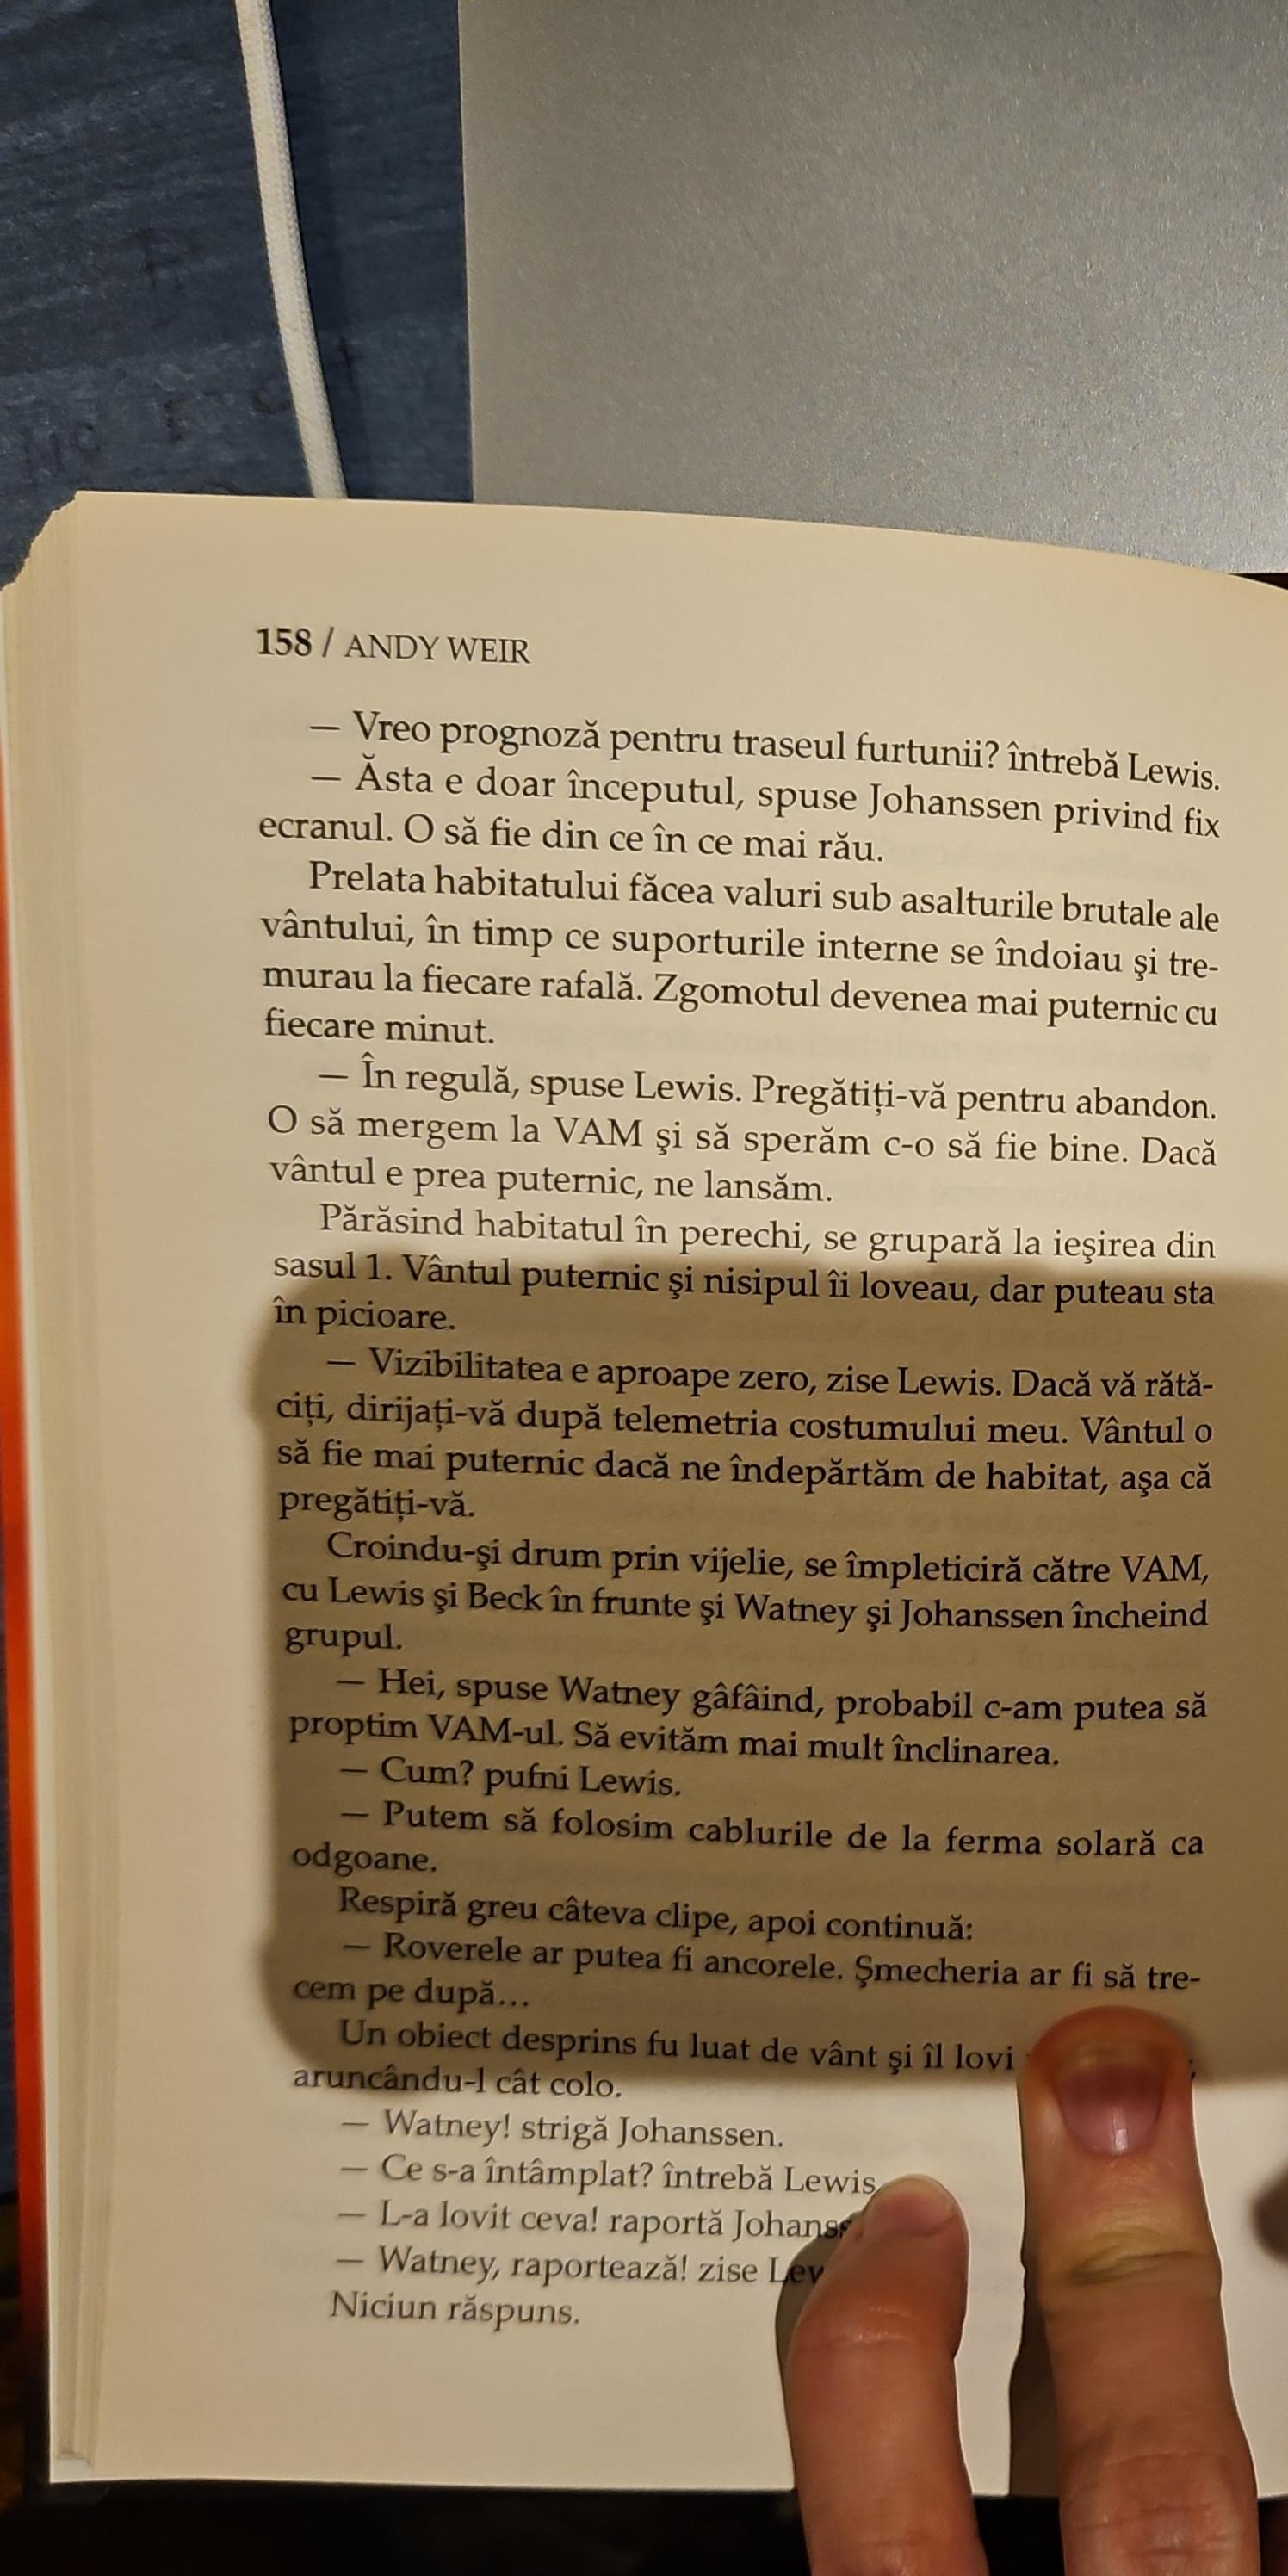 158 / ANDY WEIR
— Vreo prognoză pentru traseul furtunii? întrebă Lewis.
— Ăsta e doar începutul, spuse Johanssen privind fix
ecranul. O să fie din ce în ce mai rău.
Prelata habitatului făcea valuri sub asalturile brutale ale
vântului, în timp ce suporturile interne se îndoiau şi tre-
murau la fiecare rafală. Zgomotul devenea mai puternic cu
fiecare minut.
— În regulă, spuse Lewis. Pregătiți-vă pentru abandon.
O să mergem la VAM şi să sperăm c-o să fie bine. Dacă
vântul e prea puternic, ne lansăm.
Părăsind habitatul în perechi, se grupară la ieşirea din
sasul 1. Vântul puternic şi nisipul îi loveau, dar puteau sta
în picioare.
— Vizibilitatea e aproape zero, zise Lewis. Dacă vă rătă-
ciți, dirijați-vă după telemetria costumului meu. Vântul o
să fie mai puternic dacă ne îndepărtăm de habitat, aşa că
pregătiți-vă.
Croindu-şi drum prin vijelie, se împleticiră către VAM,
cu Lewis şi Beck în frunte şi Watney şi Johanssen încheind
grupul.
— Hei, spuse Watney gâfâind, probabil c-am putea să
proptim VAM-ul. Să evităm mai mult înclinarea.
— Cum? pufni Lewis.
— Putem să folosim cablurile de la ferma solară ca
odgoane.
Respiră greu câteva clipe, apoi continuă:
— Roverele ar putea fi ancorele. Şmecheria ar fi să tre-
cem pe după...
Un obiect desprins fu luat de vânt şi îl lovi
aruncându-l cât colo.
— Watney! strigă Johanssen.
— Ce s-a întâmplat? întrebă Lewis
— L-a lovit ceva! raportă Johanss
— Watney, raportează! zise Lew
Niciun răspuns.